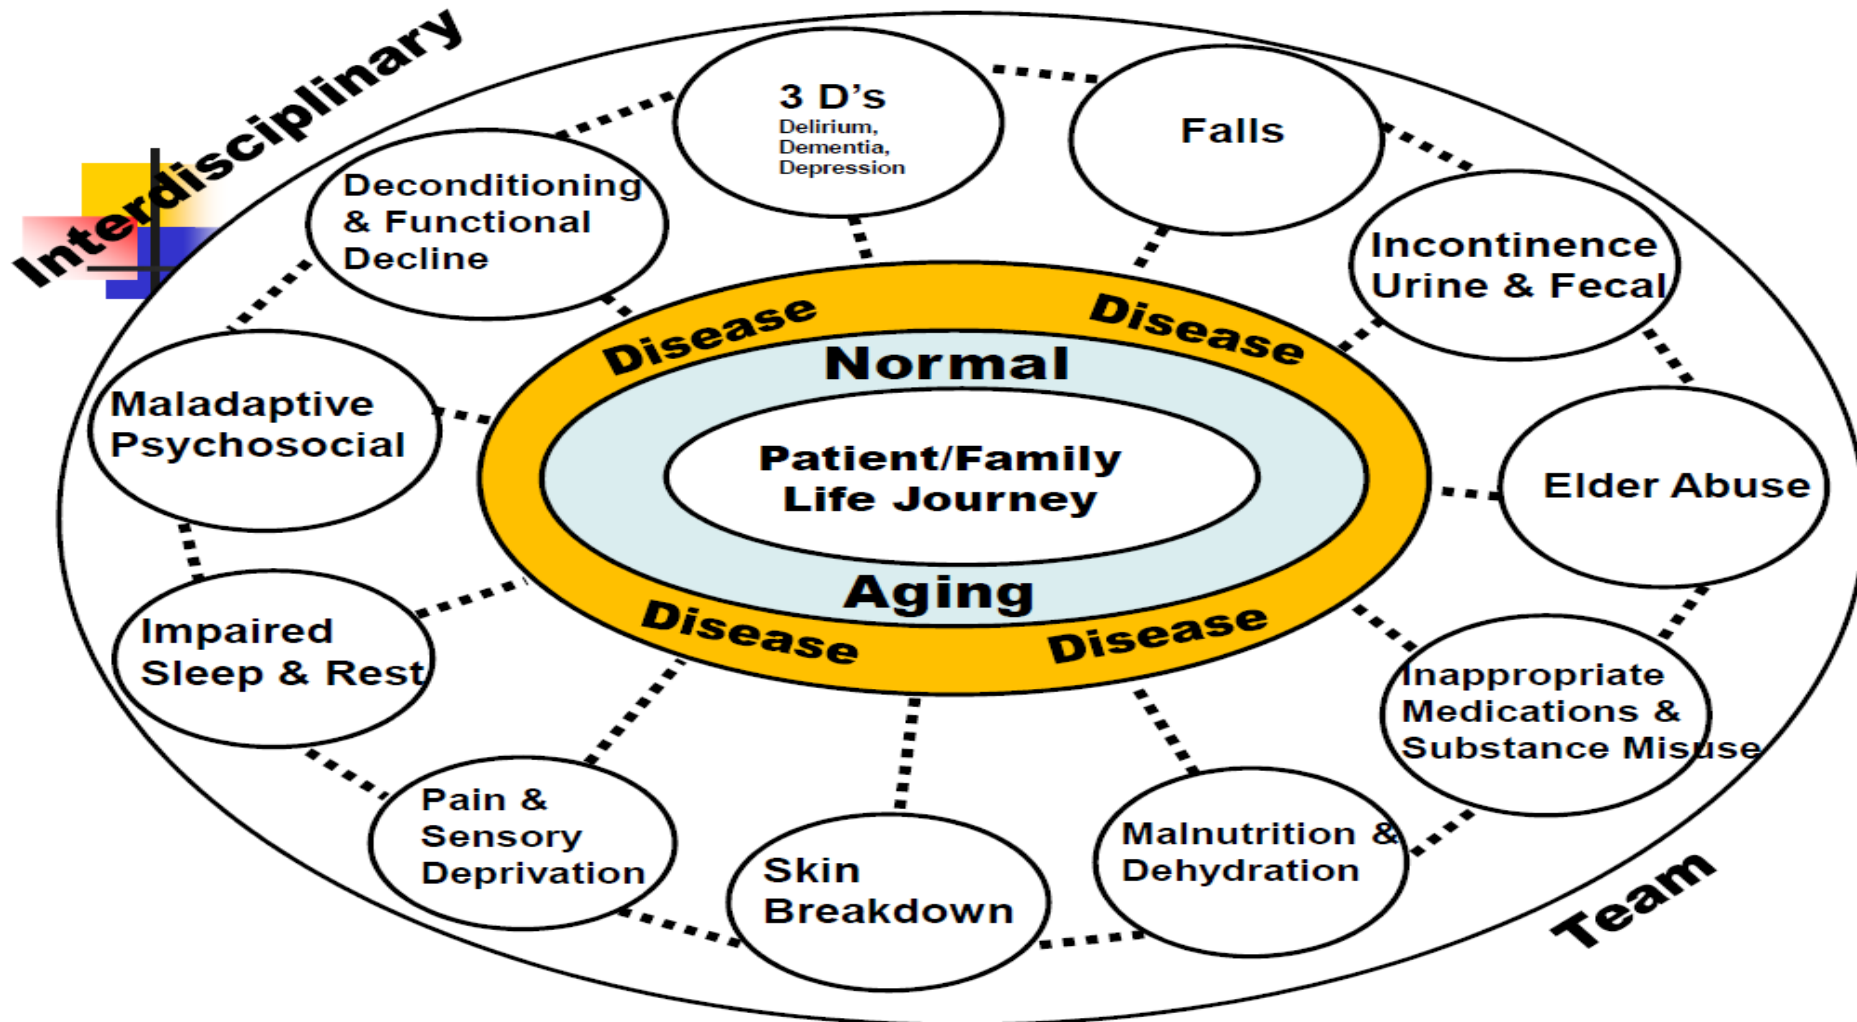 Interdisciplinary
3 D's
Delirium,
Dementia,
Depression
Falls
Incontinence
Urine & Fecal
Elder Abuse
Inappropriate
Medications &
Substance Misuse
Malnutrition &
Dehydration
Skin
Breakdown
Pain &
Sensory
Deprivation
Impaired
Sleep & Rest
Maladaptive
Psychosocial
Deconditioning
& Functional
Decline
Disease
Disease
Normal
Patient/Family
Life Journey
Aging
Disease
Disease
Team